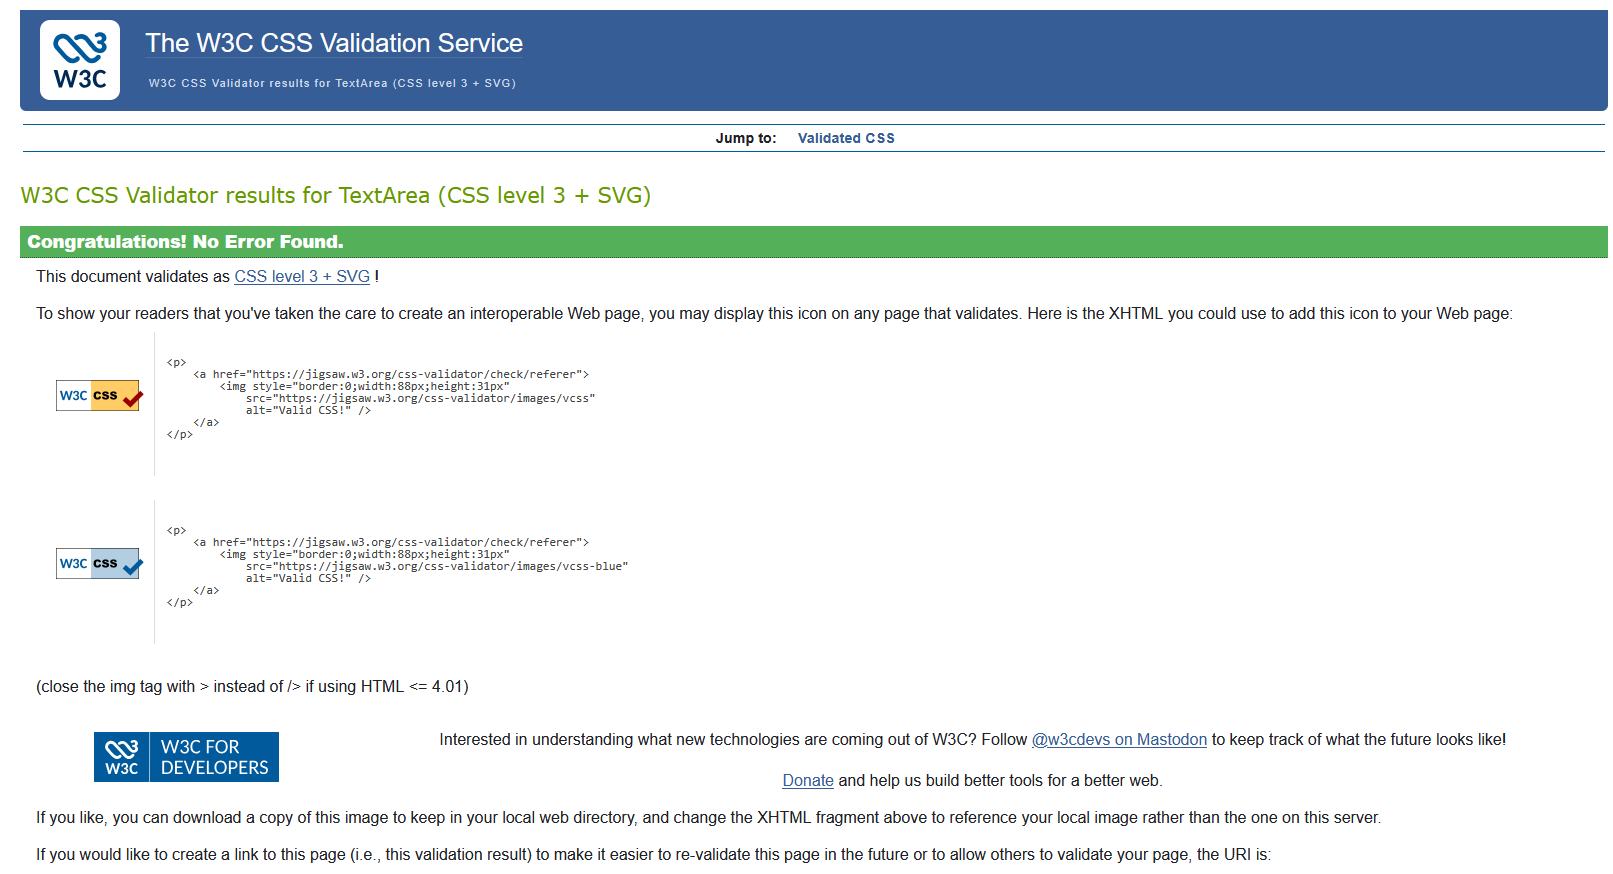 W3C
The W3C CSS Validation Service
W3C CSS Validator results for TextArea (CSS level 3 + SVG)
Jump to: Validated CSS
W3C CSS Validator results for TextArea (CSS level 3 + SVG)
Congratulations! No Error Found.
This document validates as CSS level 3 + SVG !
To show your readers that you've taken the care to create an interoperable Web page, you may display this icon on any page that validates. Here is the XHTML you could use to add this icon to your Web page:
W3C css
<p>
<a href="https://jigsaw.w3.org/css-validator/check/referer">
<img style="border:0;width:88px;height:31px"
src="https://jigsaw.w3.org/css-validator/images/vcss"
alt="Valid CSS!" />
</a>
</p>
W3C css
<p>
<a href="https://jigsaw.w3.org/css-validator/check/referer">
<img style="border:0;width:88px;height:31px"
src="https://jigsaw.w3.org/css-validator/images/vcss-blue"
alt="Valid CSS!" />
</a>
</p>
(close the img tag with > instead of /> if using HTML <= 4.01)
W3C
W3C FOR
DEVELOPERS
Interested in understanding what new technologies are coming out of W3C? Follow @w3cdevs on Mastodon to keep track of what the future looks like!
Donate and help us build better tools for a better web.
If you like, you can download a copy of this image to keep in your local web directory, and change the XHTML fragment above to reference your local image rather than the one on this server.
If you would like to create a link to this page (i.e., this validation result) to make it easier to re-validate this page in the future or to allow others to validate your page, the URI is: